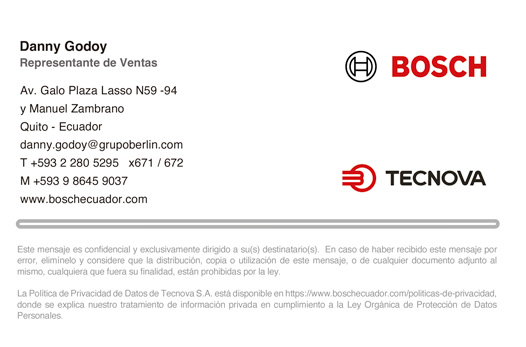 Danny Godoy
Representante de Ventas
Av. Galo Plaza Lasso N59 -94
y Manuel Zambrano
Quito - Ecuador
danny.godoy@grupoberlin.com
T +593 2 280 5295   x671 / 672
M +593 9 8645 9037
www.boschecuador.com
BOSCH
TECNOVA
Este mensaje es confidencial y exclusivamente dirigido a su(s) destinatario(s).  En caso de haber recibido este mensaje por
error, elimínelo y considere que la distribución, copia o utilización de este mensaje, o de cualquier documento adjunto al
mismo, cualquiera que fuera su finalidad, están prohibidas por la ley.
La Política de Privacidad de Datos de Tecnova S.A. está disponible en https://www.boschecuador.com/politicas-de-privacidad,
donde se explica nuestro tratamiento de información privada en cumplimiento a la Ley Orgánica de Protección de Datos
Personales.